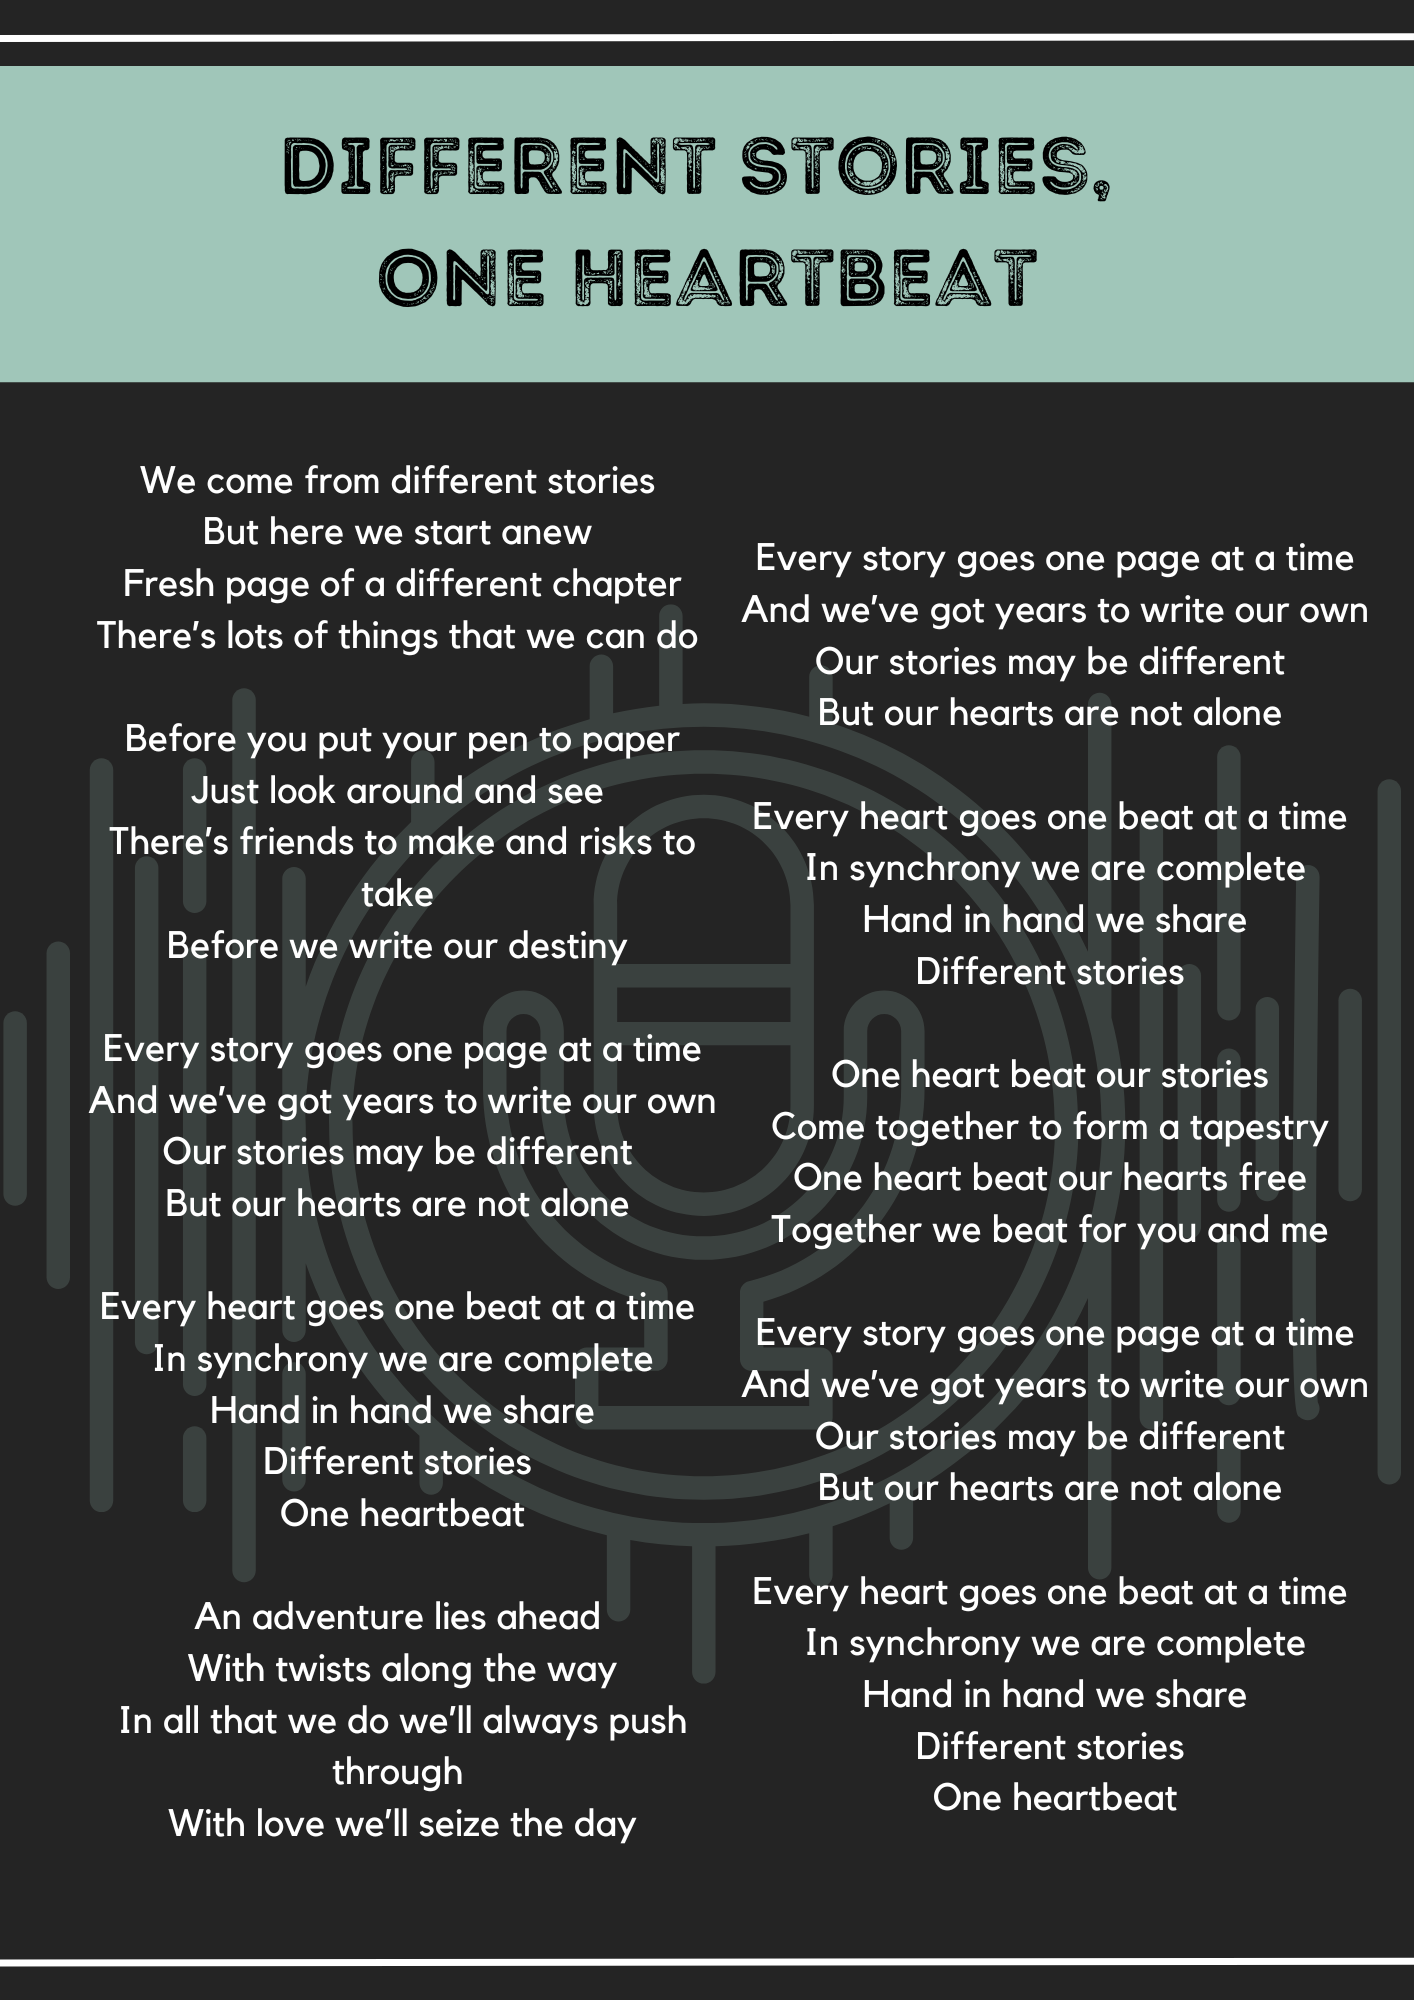 DIFFERENT STORIES,
ONE HEARTBEAT
We come from different stories
But here we start anew
Fresh page of a different chapter
There's lots of things that we can do
Before you put your pen to paper
Just look around and see
There's friends to make and risks to
take
Before we write our destiny
Every story goes one page at a time
And we've got years to write our own
Our stories may be different
But our hearts are not alone
Every heart goes one beat at a time
In synchrony we are complete
Hand in hand we share
Different stories
One heartbeat
An adventure lies ahead
With twists along the way
In all that we do we'll always push
through
With love we'll seize the day
Every story goes one page at a time
And we've got years to write our own
Our stories may be different
But our hearts are not alone
Every heart goes one beat at a time
In synchrony we are complete
Hand in hand we share
Different stories
One heart beat our stories
Come together to form a tapestry
One heart beat our hearts free
Together we beat for you and me
Every story goes one page at a time
And we've got years to write our own
Our stories may be different
But our hearts are not alone
Every heart goes one beat at a time
In synchrony we are complete
Hand in hand we share
Different stories
One heartbeat